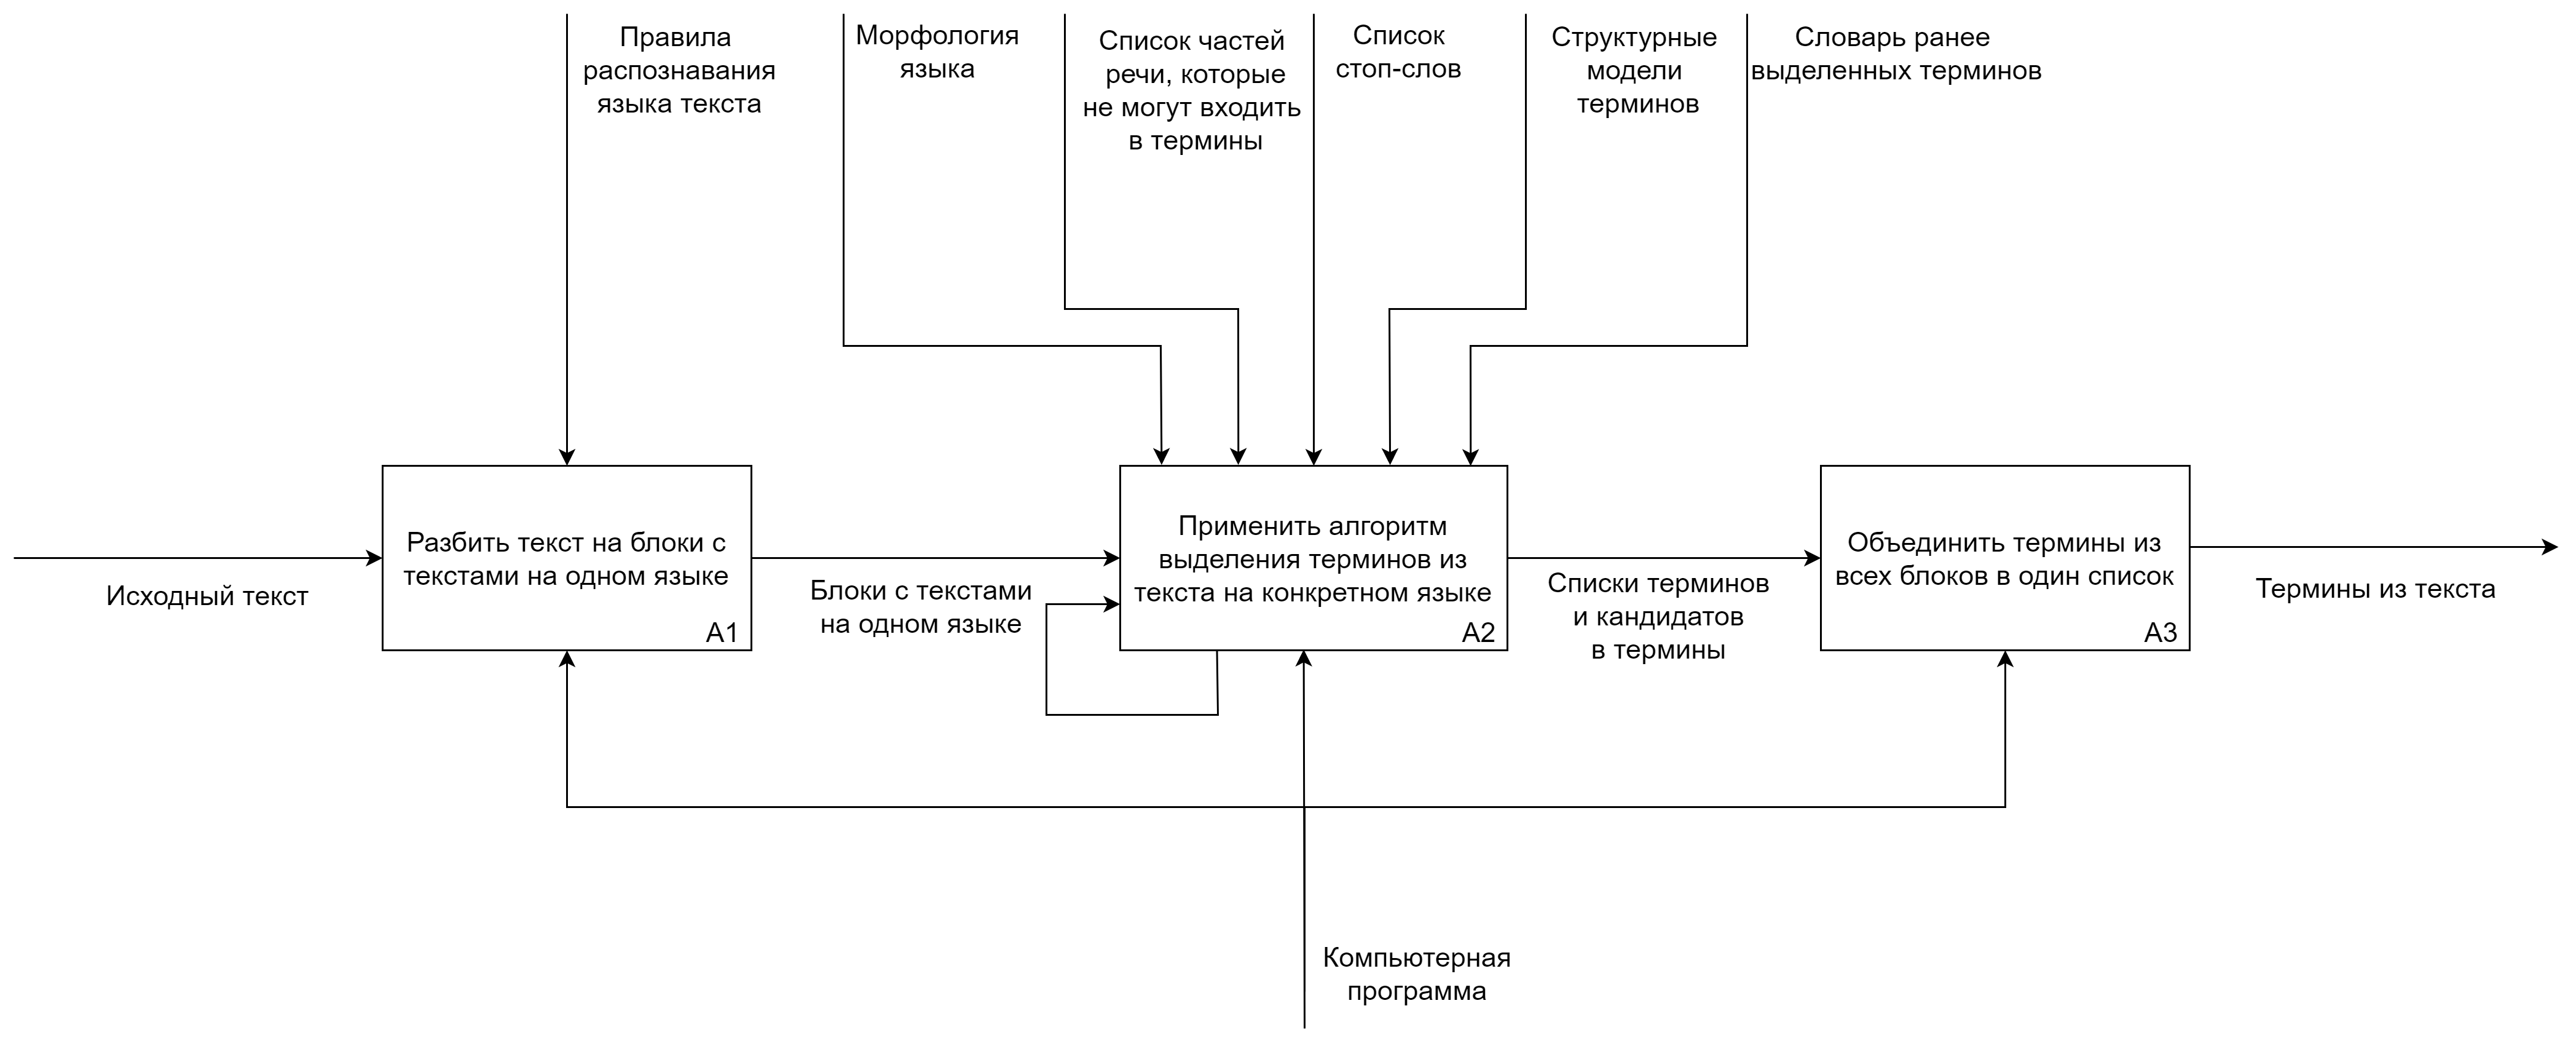 Правила
распознавания
языка текста
Морфология
языка
Список частей
речи, которые
не могут входить
в термины
Список
стоп-слов
Структурные
модели
терминов
Словарь ранее
выделенных терминов
Исходный текст
Разбить текст на блоки с
текстами на одном языке
A1
Блоки с текстами
на одном языке
Применить алгоритм
выделения терминов из
текста на конкретном языке
A2
Списки терминов
и кандидатов
в термины
Объединить термины из
всех блоков в один список
A3
Термины из текста
Компьютерная
программа